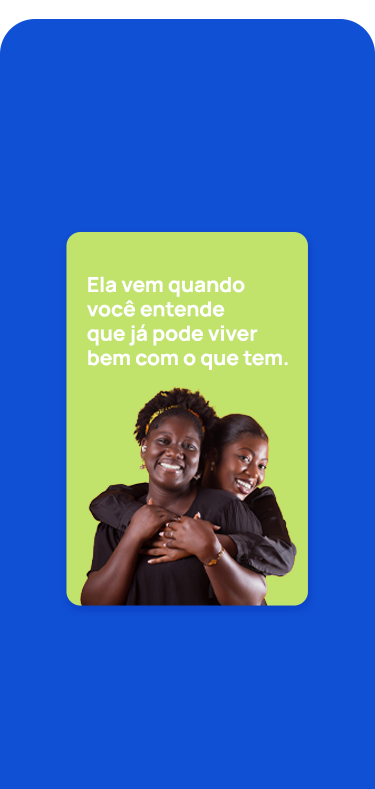 Ela vem quando
você entende
que já pode viver
bem com o que tem.